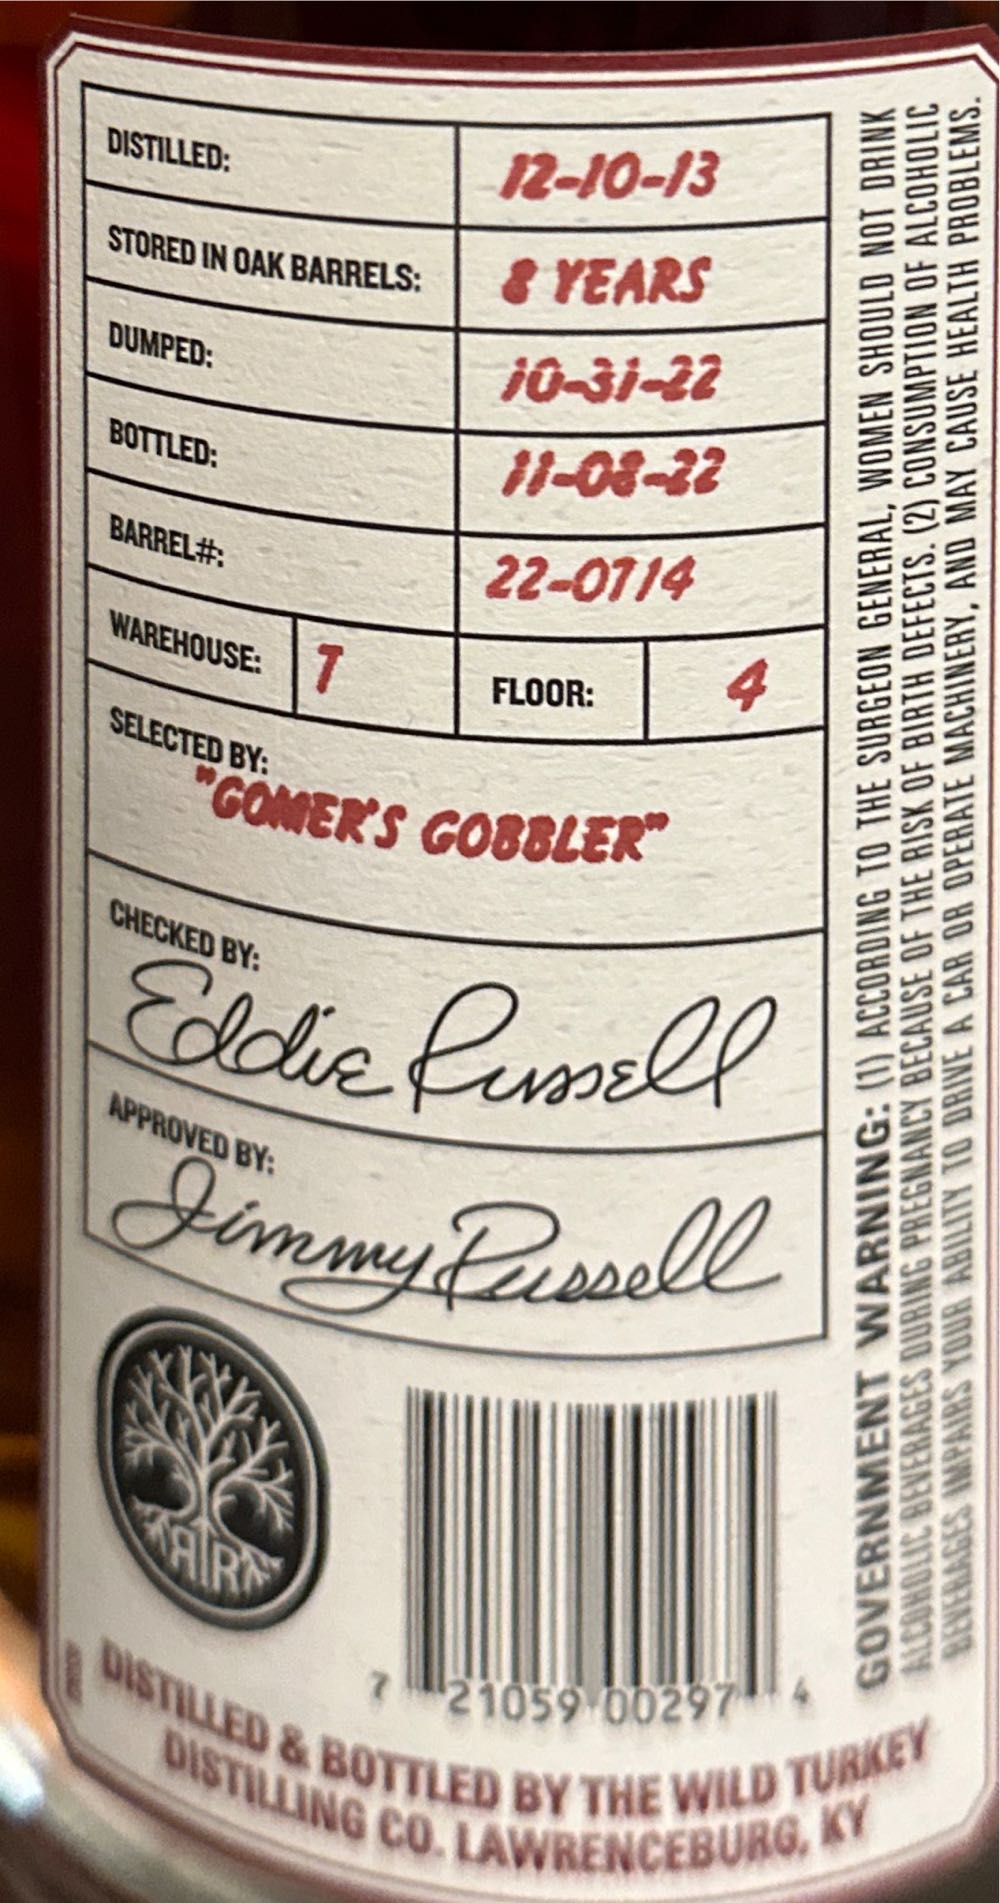 DISTILLED: 12-10-13
STORED IN OAK BARRELS: 8 YEARS
DUMPED: 10-31-22
BOTTLED: 11-08-22
BARREL#: 22-0714
WAREHOUSE: T FLOOR: 4
SELECTED BY:
"GOMER'S GOBBLER"
CHECKED BY:
Eddie Russell
APPROVED BY:
Jimmy Russell
7 21059 00297 4
DISTILLED & BOTTLED BY THE WILD TURKEY
DISTILLING CO. LAWRENCEBURG, KY
GOVERNMENT WARNING: (1) ACCORDING TO THE SURGEON GENERAL, WOMEN SHOULD NOT DRINK
ALCOHOLIC BEVERAGES DURING PREGNANCY BECAUSE OF THE RISK OF BIRTH DEFECTS. (2) CONSUMPTION OF ALCOHOLIC
BEVERAGES IMPAIRS YOUR ABILITY TO DRIVE A CAR OR OPERATE MACHINERY, AND MAY CAUSE HEALTH PROBLEMS.